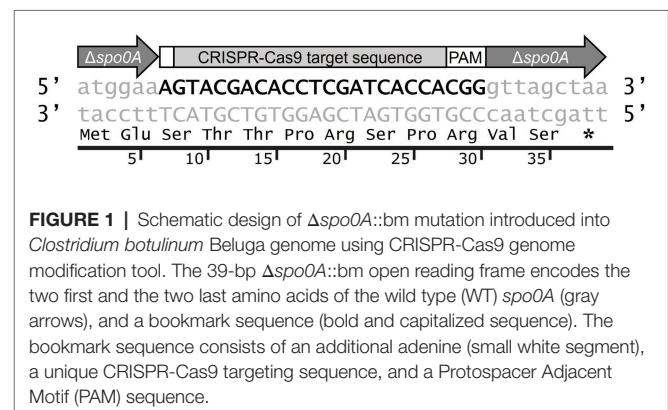 Δspo0A CRISPR-Cas9 target sequence PAM Δspo0A
5’ atggaaAGTACGACACCTCGATCACCACGGgttagctaa 3’
3’ taccttTCATGCTGTGGAGCTAGTGGTGCCcaatcgatt 5’
Met Glu Ser Thr Thr Pro Arg Ser Pro Arg Val Ser *
5 10 15 20 25 30 35
FIGURE 1 | Schematic design of Δspo0A::bm mutation introduced into
Clostridium botulinum Beluga genome using CRISPR-Cas9 genome
modification tool. The 39-bp Δspo0A::bm open reading frame encodes the
two first and the two last amino acids of the wild type (WT) spo0A (gray
arrows), and a bookmark sequence (bold and capitalized sequence). The
bookmark sequence consists of an additional adenine (small white segment),
a unique CRISPR-Cas9 targeting sequence, and a Protospacer Adjacent
Motif (PAM) sequence.